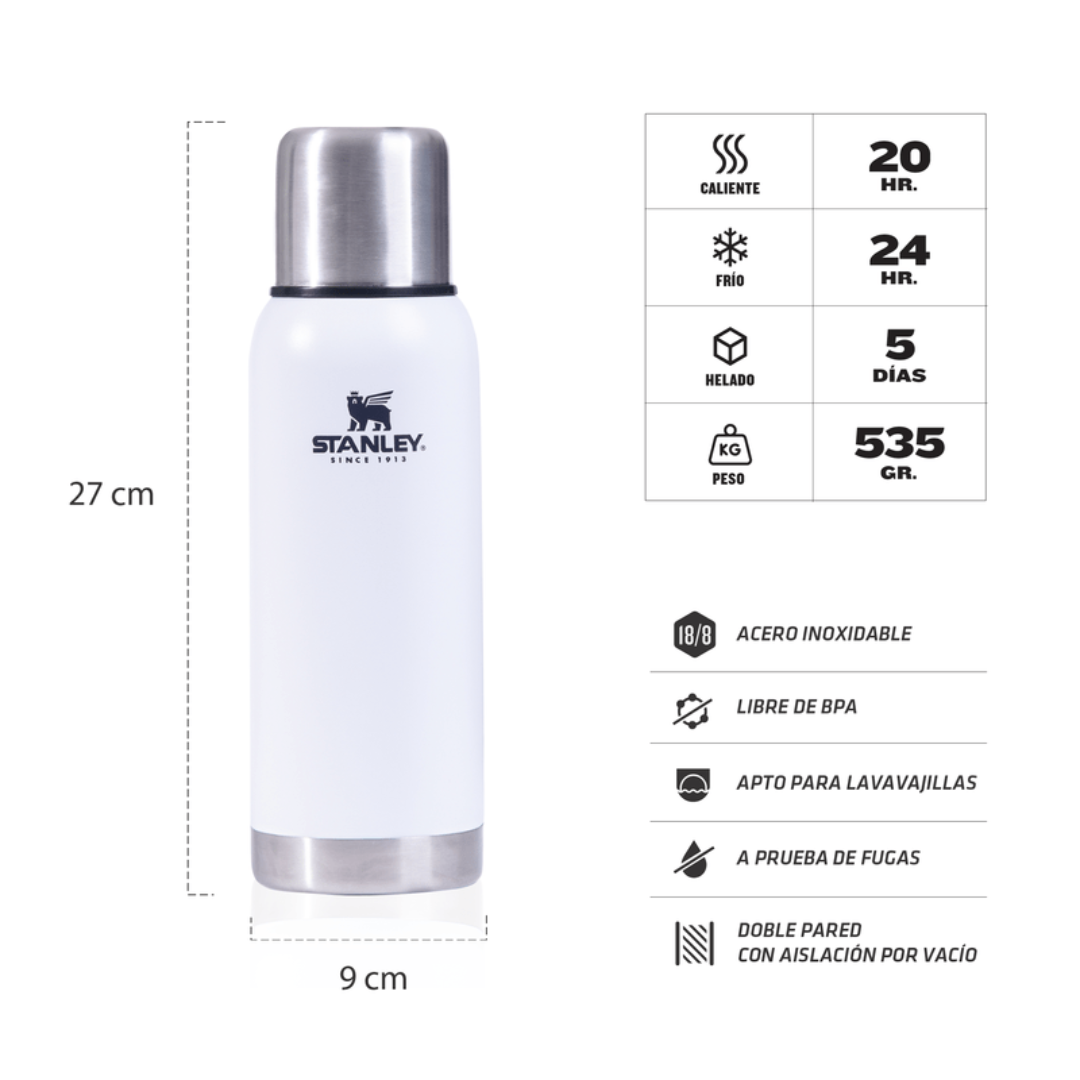 CALIENTE
20
HR.
FRÍO
24
HR.
HELADO
5
DÍAS
KG
PESO
535
GR.
STANLEY®
SINCE 1913
27 cm
9 cm
18/8
ACERO INOXIDABLE
LIBRE DE BPA
APTO PARA LAVAVAJILLAS
A PRUEBA DE FUGAS
DOBLE PARED
CON AISLACIÓN POR VACÍO